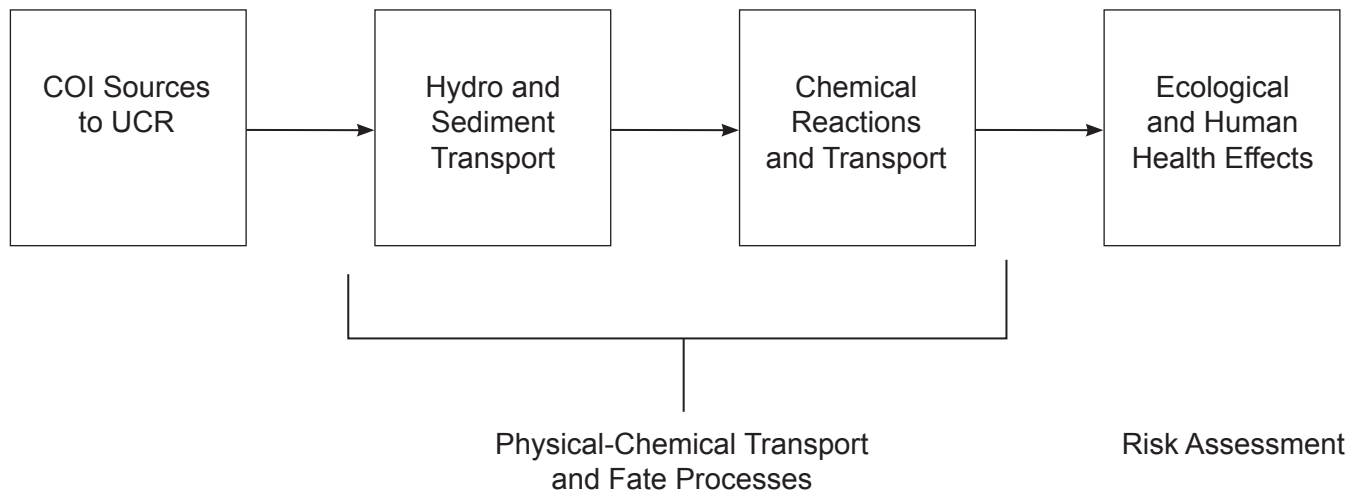 COI Sources
to UCR
Hydro and
Sediment
Transport
Chemical
Reactions
and Transport
Ecological
and Human
Health Effects
Physical-Chemical Transport
and Fate Processes
Risk Assessment